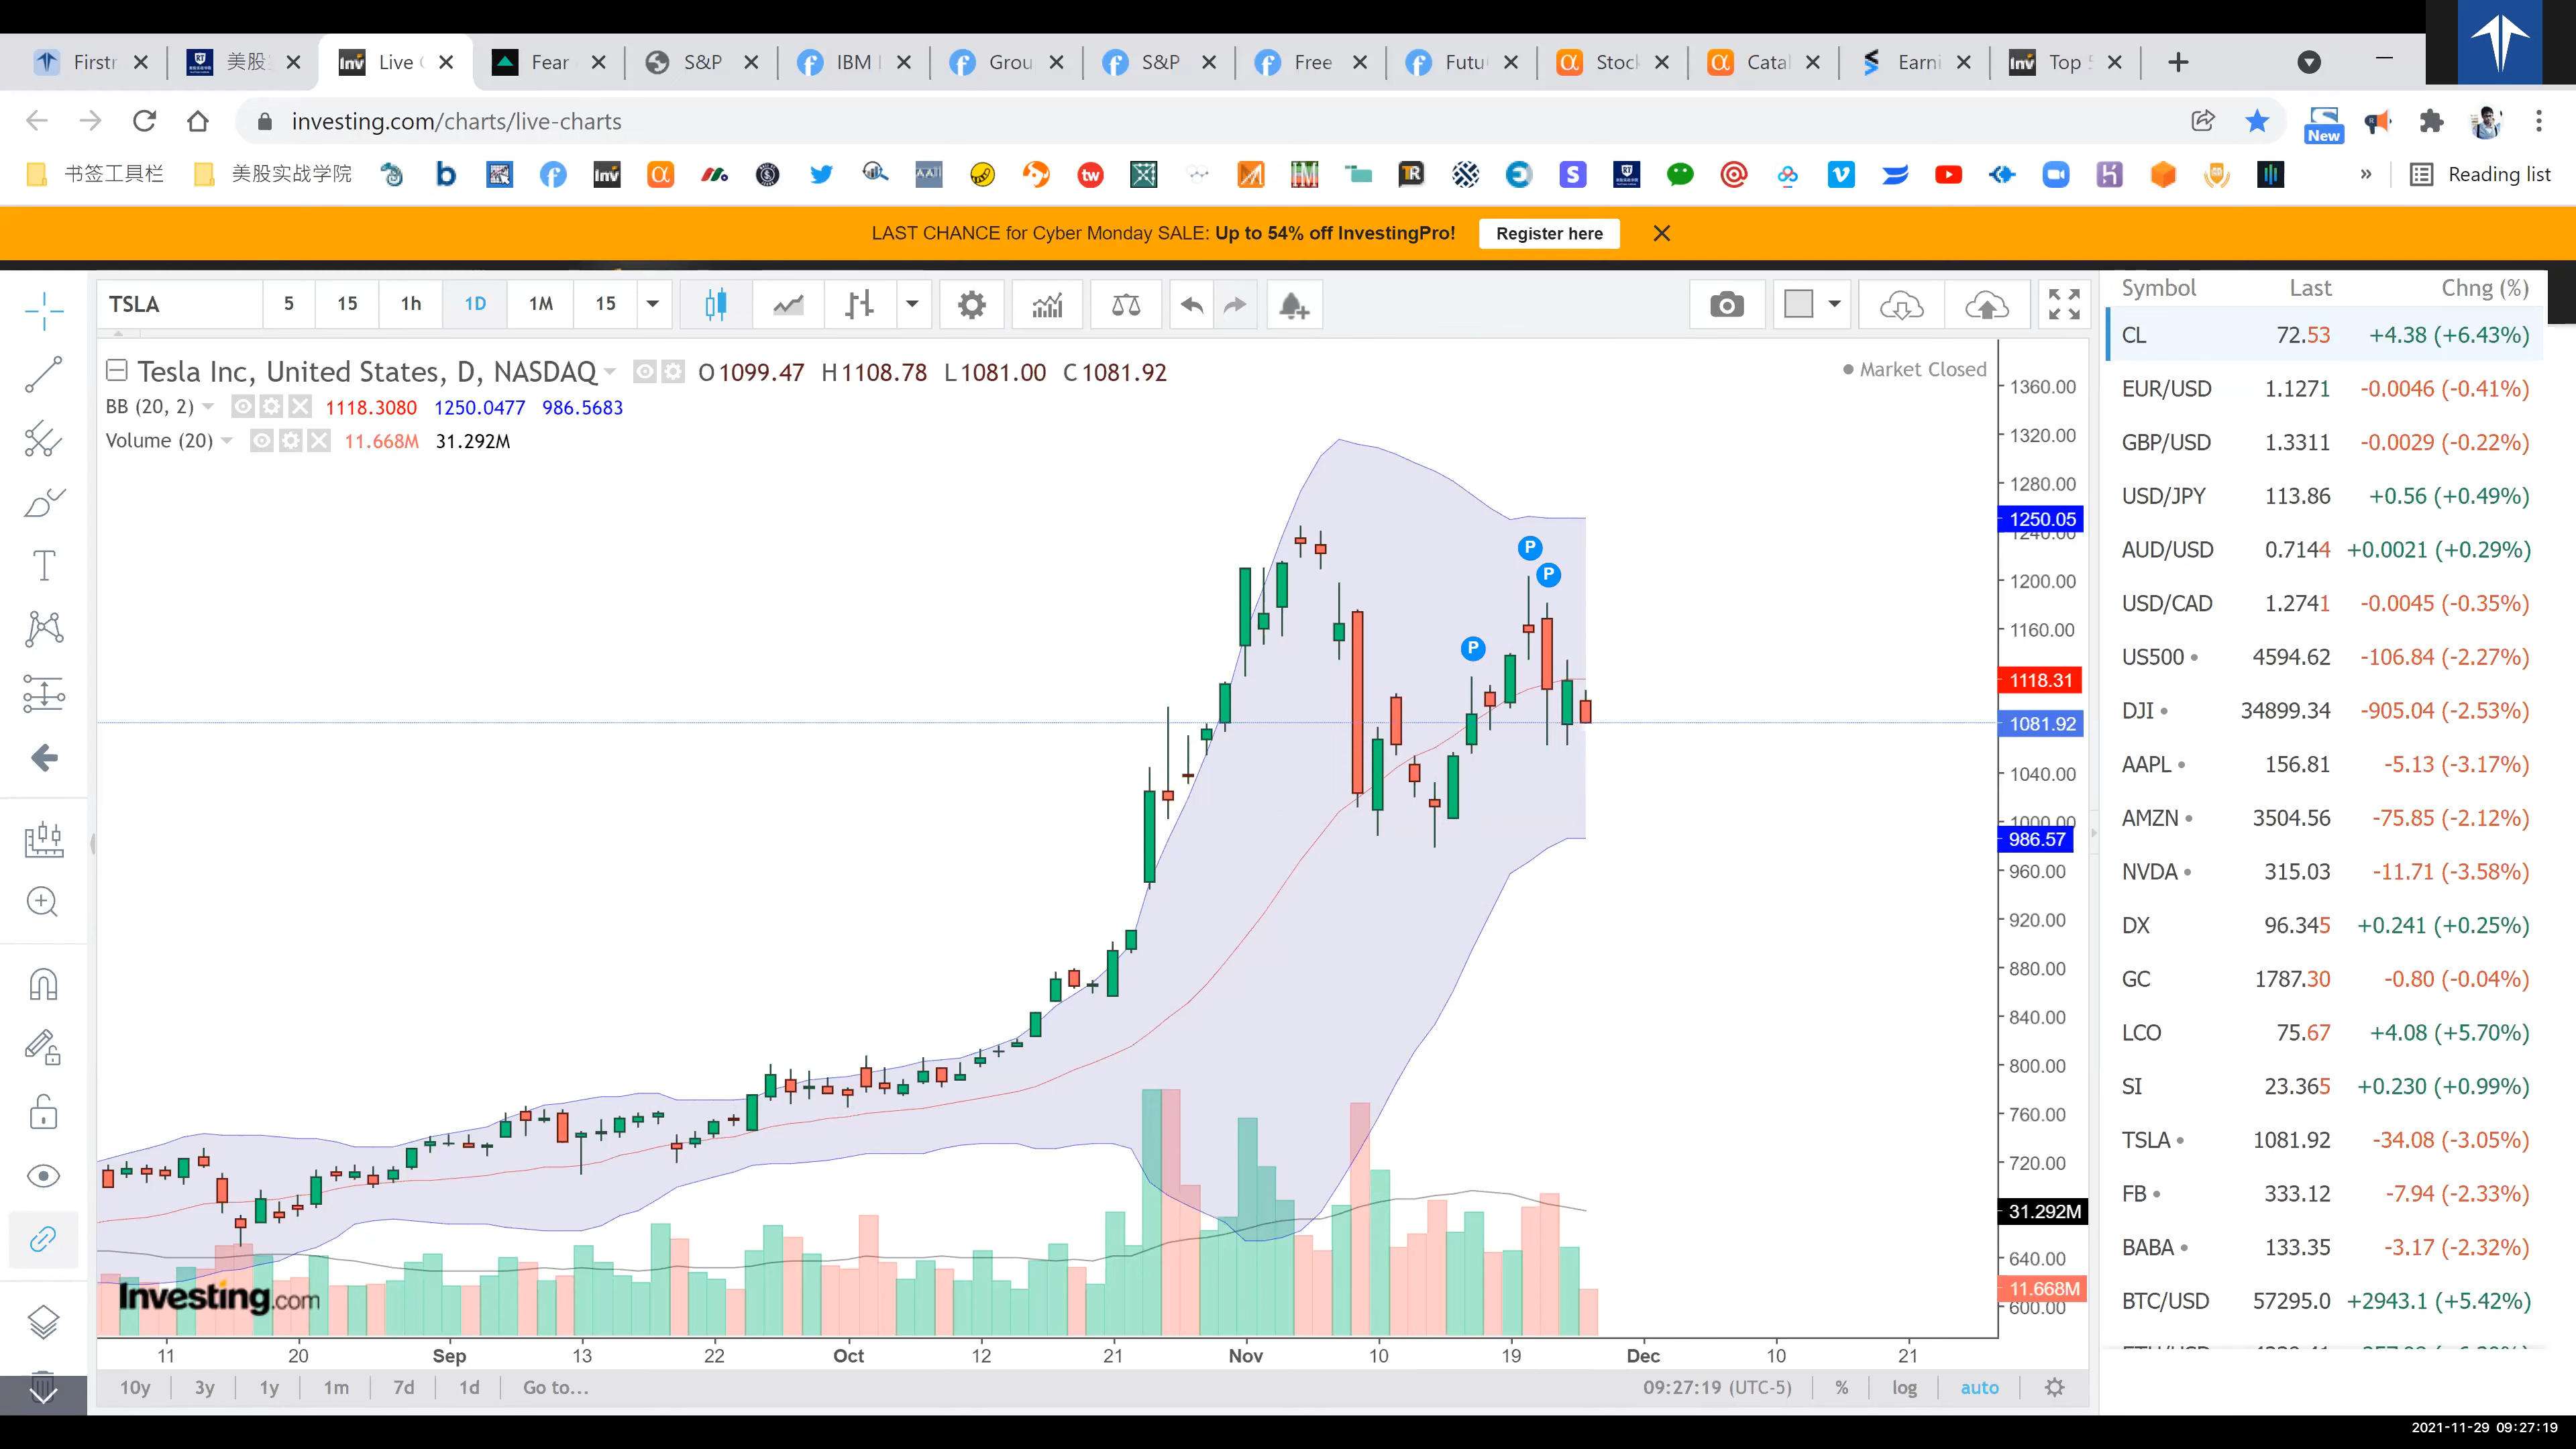 Firstr
美股
Live
Fear
S&P
IBM
Grou
S&P
Free
Futu
Stoc
Catal
Earni
Top
investing.com/charts/live-charts
New
书签工具栏
美股实战学院
Reading list
LAST CHANCE for Cyber Monday SALE: Up to 54% off InvestingPro!
Register here
TSLA 5 15 1h 1D 1M 15
Tesla Inc, United States, D, NASDAQ O1099.47 H1108.78 L1081.00 C1081.92
Market Closed
BB (20, 2) 1118.3080 1250.0477 986.5683
Volume (20) 11.668M 31.292M
P
P
P
1360.00
1320.00
1280.00
1250.05
1240.00
1200.00
1160.00
1118.31
1081.92
1040.00
1000.00
986.57
960.00
920.00
880.00
840.00
800.00
760.00
720.00
31.292M
640.00
11.668M
600.00
Investing.com
11 20 Sep 13 22 Oct 12 21 Nov 10 19 Dec 10 21
10y 3y 1y 1m 7d 1d Go to... 09:27:19 (UTC-5) % log auto
Symbol Last Chng (%)
CL 72.53 +4.38 (+6.43%)
EUR/USD 1.1271 -0.0046 (-0.41%)
GBP/USD 1.3311 -0.0029 (-0.22%)
USD/JPY 113.86 +0.56 (+0.49%)
AUD/USD 0.7144 +0.0021 (+0.29%)
USD/CAD 1.2741 -0.0045 (-0.35%)
US500 4594.62 -106.84 (-2.27%)
DJI 34899.34 -905.04 (-2.53%)
AAPL 156.81 -5.13 (-3.17%)
AMZN 3504.56 -75.85 (-2.12%)
NVDA 315.03 -11.71 (-3.58%)
DX 96.345 +0.241 (+0.25%)
GC 1787.30 -0.80 (-0.04%)
LCO 75.67 +4.08 (+5.70%)
SI 23.365 +0.230 (+0.99%)
TSLA 1081.92 -34.08 (-3.05%)
FB 333.12 -7.94 (-2.33%)
BABA 133.35 -3.17 (-2.32%)
BTC/USD 57295.0 +2943.1 (+5.42%)
2021-11-29 09:27:19